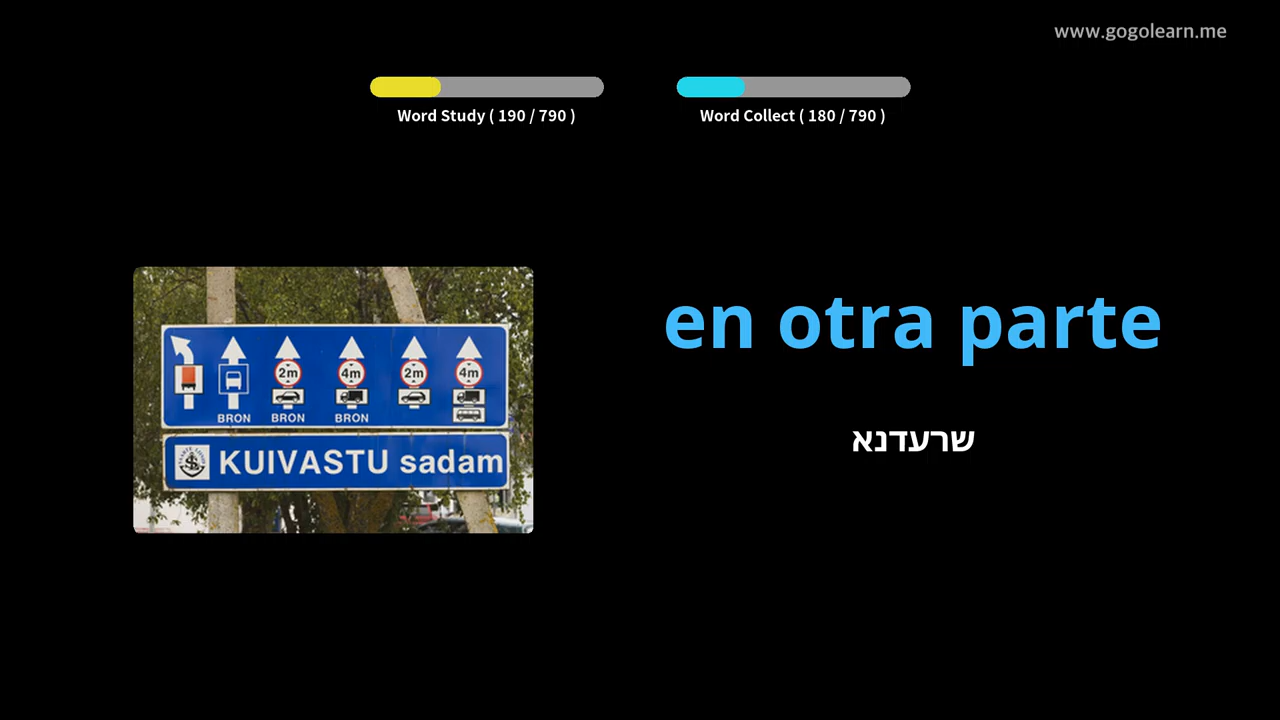 www.gogolearn.me
Word Study ( 190 / 790 )
Word Collect ( 180 / 790 )
en otra parte
שרעדנא
2m 4m 2m 4m
BRON BRON BRON
KUIVASTU sadam